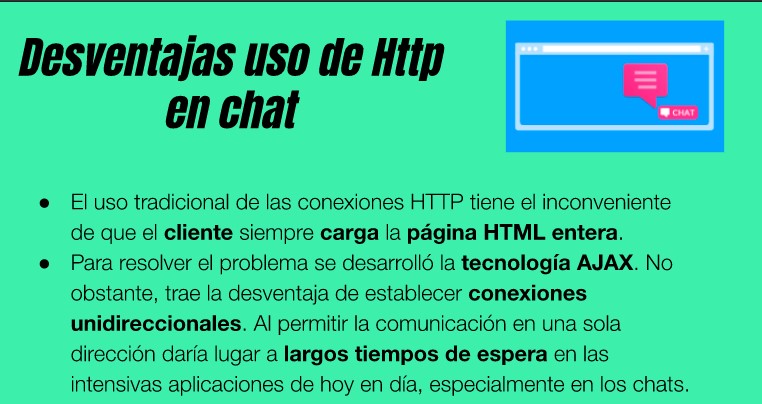 Desventajas uso de Http
en chat
CHAT
● El uso tradicional de las conexiones HTTP tiene el inconveniente
de que el cliente siempre carga la página HTML entera.
● Para resolver el problema se desarrolló la tecnología AJAX. No
obstante, trae la desventaja de establecer conexiones
unidireccionales. Al permitir la comunicación en una sola
dirección daría lugar a largos tiempos de espera en las
intensivas aplicaciones de hoy en día, especialmente en los chats.